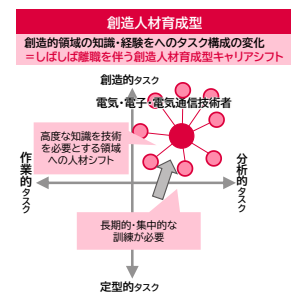 創造人材育成型
創造的領域の知識・経験をへのタスク構成の変化
＝しばしば離職を伴う創造人材育成型キャリアシフト
創造的タスク
電気・電子・電気通信技術者
高度な知識を技術
を必要とする領域
への人材シフト
作業的タスク
分析的タスク
長期的・集中的な
訓練が必要
定型的タスク